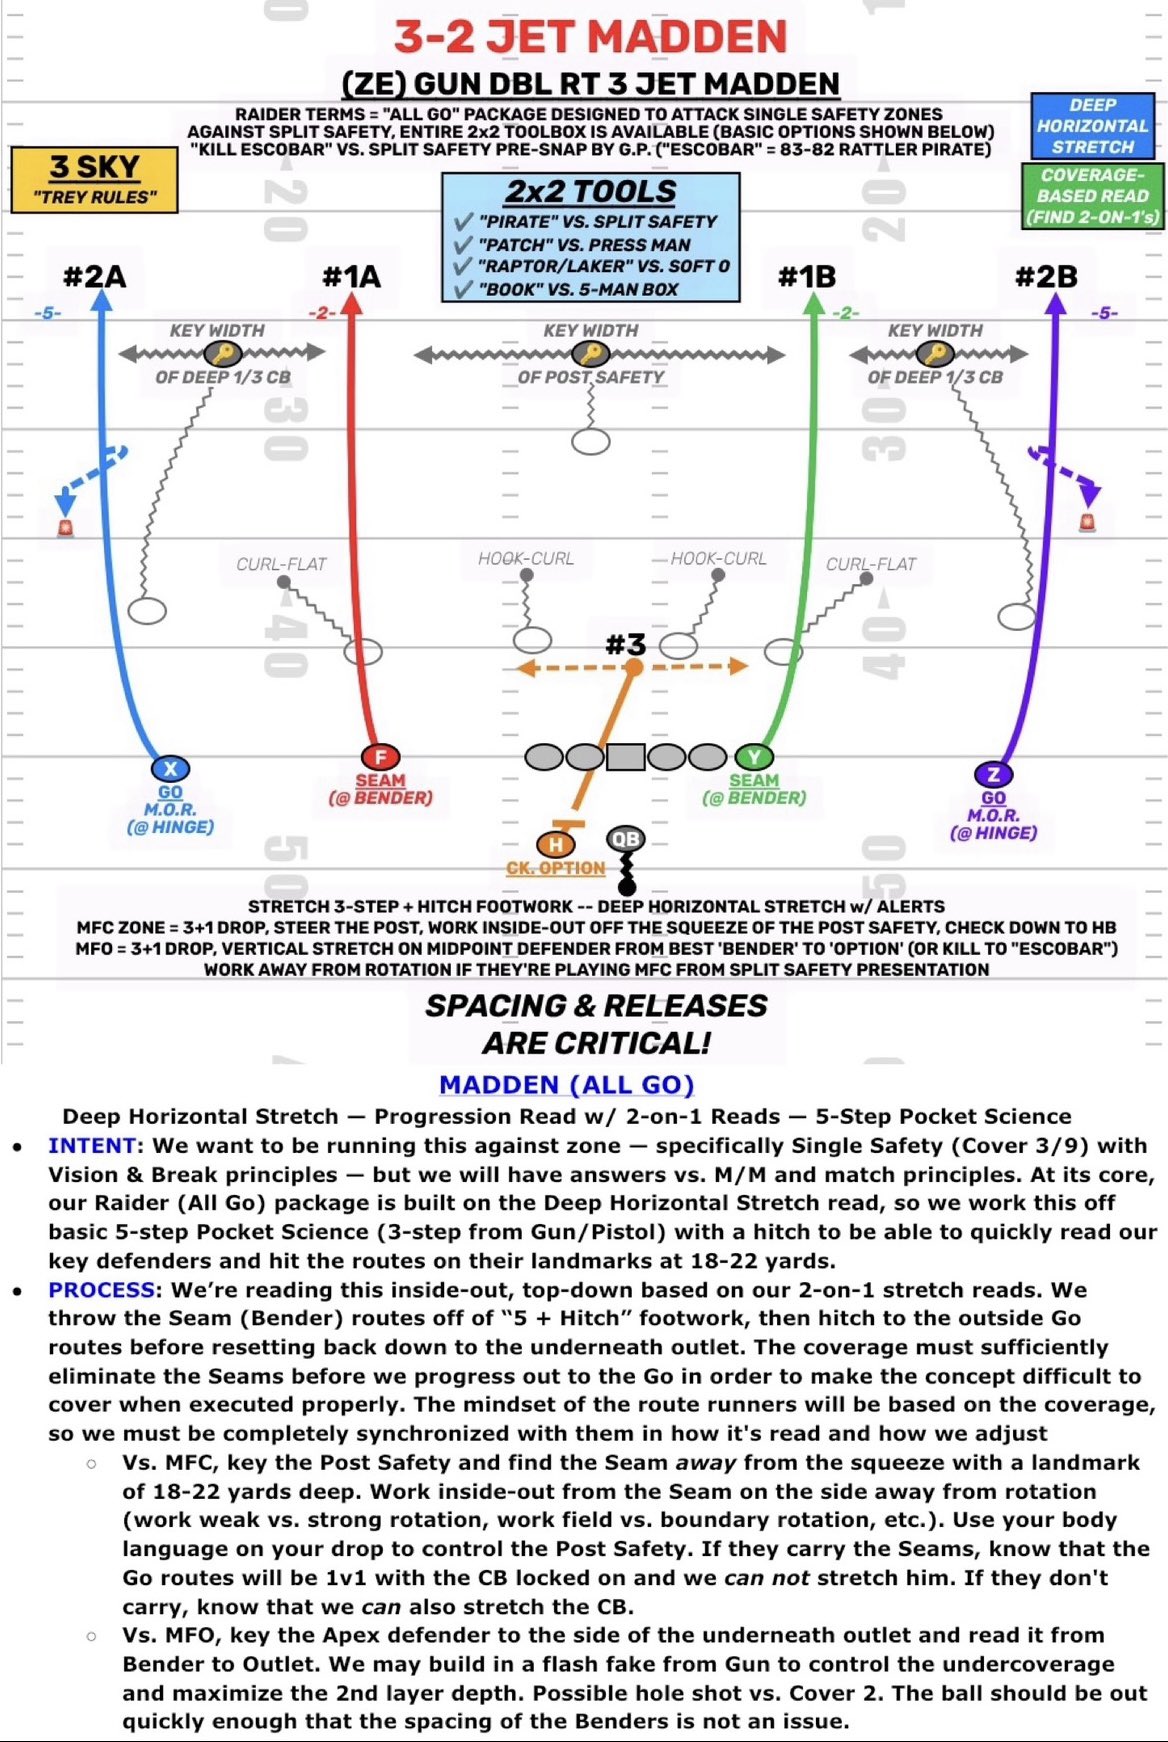 3-2 JET MADDEN
(ZE) GUN DBL RT 3 JET MADDEN
RAIDER TERMS = "ALL GO" PACKAGE DESIGNED TO ATTACK SINGLE SAFETY ZONES
AGAINST SPLIT SAFETY, ENTIRE 2x2 TOOLBOX IS AVAILABLE (BASIC OPTIONS SHOWN BELOW)
"KILL ESCOBAR" VS. SPLIT SAFETY PRE-SNAP BY G.P. ("ESCOBAR" = 83-82 RATTLER PIRATE)
DEEP
HORIZONTAL
STRETCH
COVERAGE-
BASED READ
(FIND 2-ON-1's)
3 SKY
"TREY RULES"
2x2 TOOLS
✓ "PIRATE" VS. SPLIT SAFETY
✓ "PATCH" VS. PRESS MAN
✓ "RAPTOR/LAKER" VS. SOFT 0
✓ "BOOK" VS. 5-MAN BOX
20
20
#2A
#1A
#1B
#2B
-5-
-2-
-2-
-5-
KEY WIDTH
OF DEEP 1/3 CB
KEY WIDTH
OF POST SAFETY
KEY WIDTH
OF DEEP 1/3 CB
30
30
CURL-FLAT
HOOK-CURL
HOOK-CURL
CURL-FLAT
40
40
#3
X
GO
M.O.R.
(@ HINGE)
F
SEAM
(@ BENDER)
Y
SEAM
(@ BENDER)
Z
GO
M.O.R.
(@ HINGE)
H
CK. OPTION
QB
50
50
STRETCH 3-STEP + HITCH FOOTWORK -- DEEP HORIZONTAL STRETCH w/ ALERTS
MFC ZONE = 3+1 DROP, STEER THE POST, WORK INSIDE-OUT OFF THE SQUEEZE OF THE POST SAFETY, CHECK DOWN TO HB
MFO = 3+1 DROP, VERTICAL STRETCH ON MIDPOINT DEFENDER FROM BEST 'BENDER' TO 'OPTION' (OR KILL TO "ESCOBAR")
WORK AWAY FROM ROTATION IF THEY'RE PLAYING MFC FROM SPLIT SAFETY PRESENTATION
SPACING & RELEASES
ARE CRITICAL!
MADDEN (ALL GO)
Deep Horizontal Stretch — Progression Read w/ 2-on-1 Reads — 5-Step Pocket Science
• INTENT: We want to be running this against zone — specifically Single Safety (Cover 3/9) with
Vision & Break principles — but we will have answers vs. M/M and match principles. At its core,
our Raider (All Go) package is built on the Deep Horizontal Stretch read, so we work this off
basic 5-step Pocket Science (3-step from Gun/Pistol) with a hitch to be able to quickly read our
key defenders and hit the routes on their landmarks at 18-22 yards.
• PROCESS: We’re reading this inside-out, top-down based on our 2-on-1 stretch reads. We
throw the Seam (Bender) routes off of “5 + Hitch” footwork, then hitch to the outside Go
routes before resetting back down to the underneath outlet. The coverage must sufficiently
eliminate the Seams before we progress out to the Go in order to make the concept difficult to
cover when executed properly. The mindset of the route runners will be based on the coverage,
so we must be completely synchronized with them in how it's read and how we adjust
○ Vs. MFC, key the Post Safety and find the Seam away from the squeeze with a landmark
of 18-22 yards deep. Work inside-out from the Seam on the side away from rotation
(work weak vs. strong rotation, work field vs. boundary rotation, etc.). Use your body
language on your drop to control the Post Safety. If they carry the Seams, know that the
Go routes will be 1v1 with the CB locked on and we can not stretch him. If they don't
carry, know that we can also stretch the CB.
○ Vs. MFO, key the Apex defender to the side of the underneath outlet and read it from
Bender to Outlet. We may build in a flash fake from Gun to control the undercoverage
and maximize the 2nd layer depth. Possible hole shot vs. Cover 2. The ball should be out
quickly enough that the spacing of the Benders is not an issue.